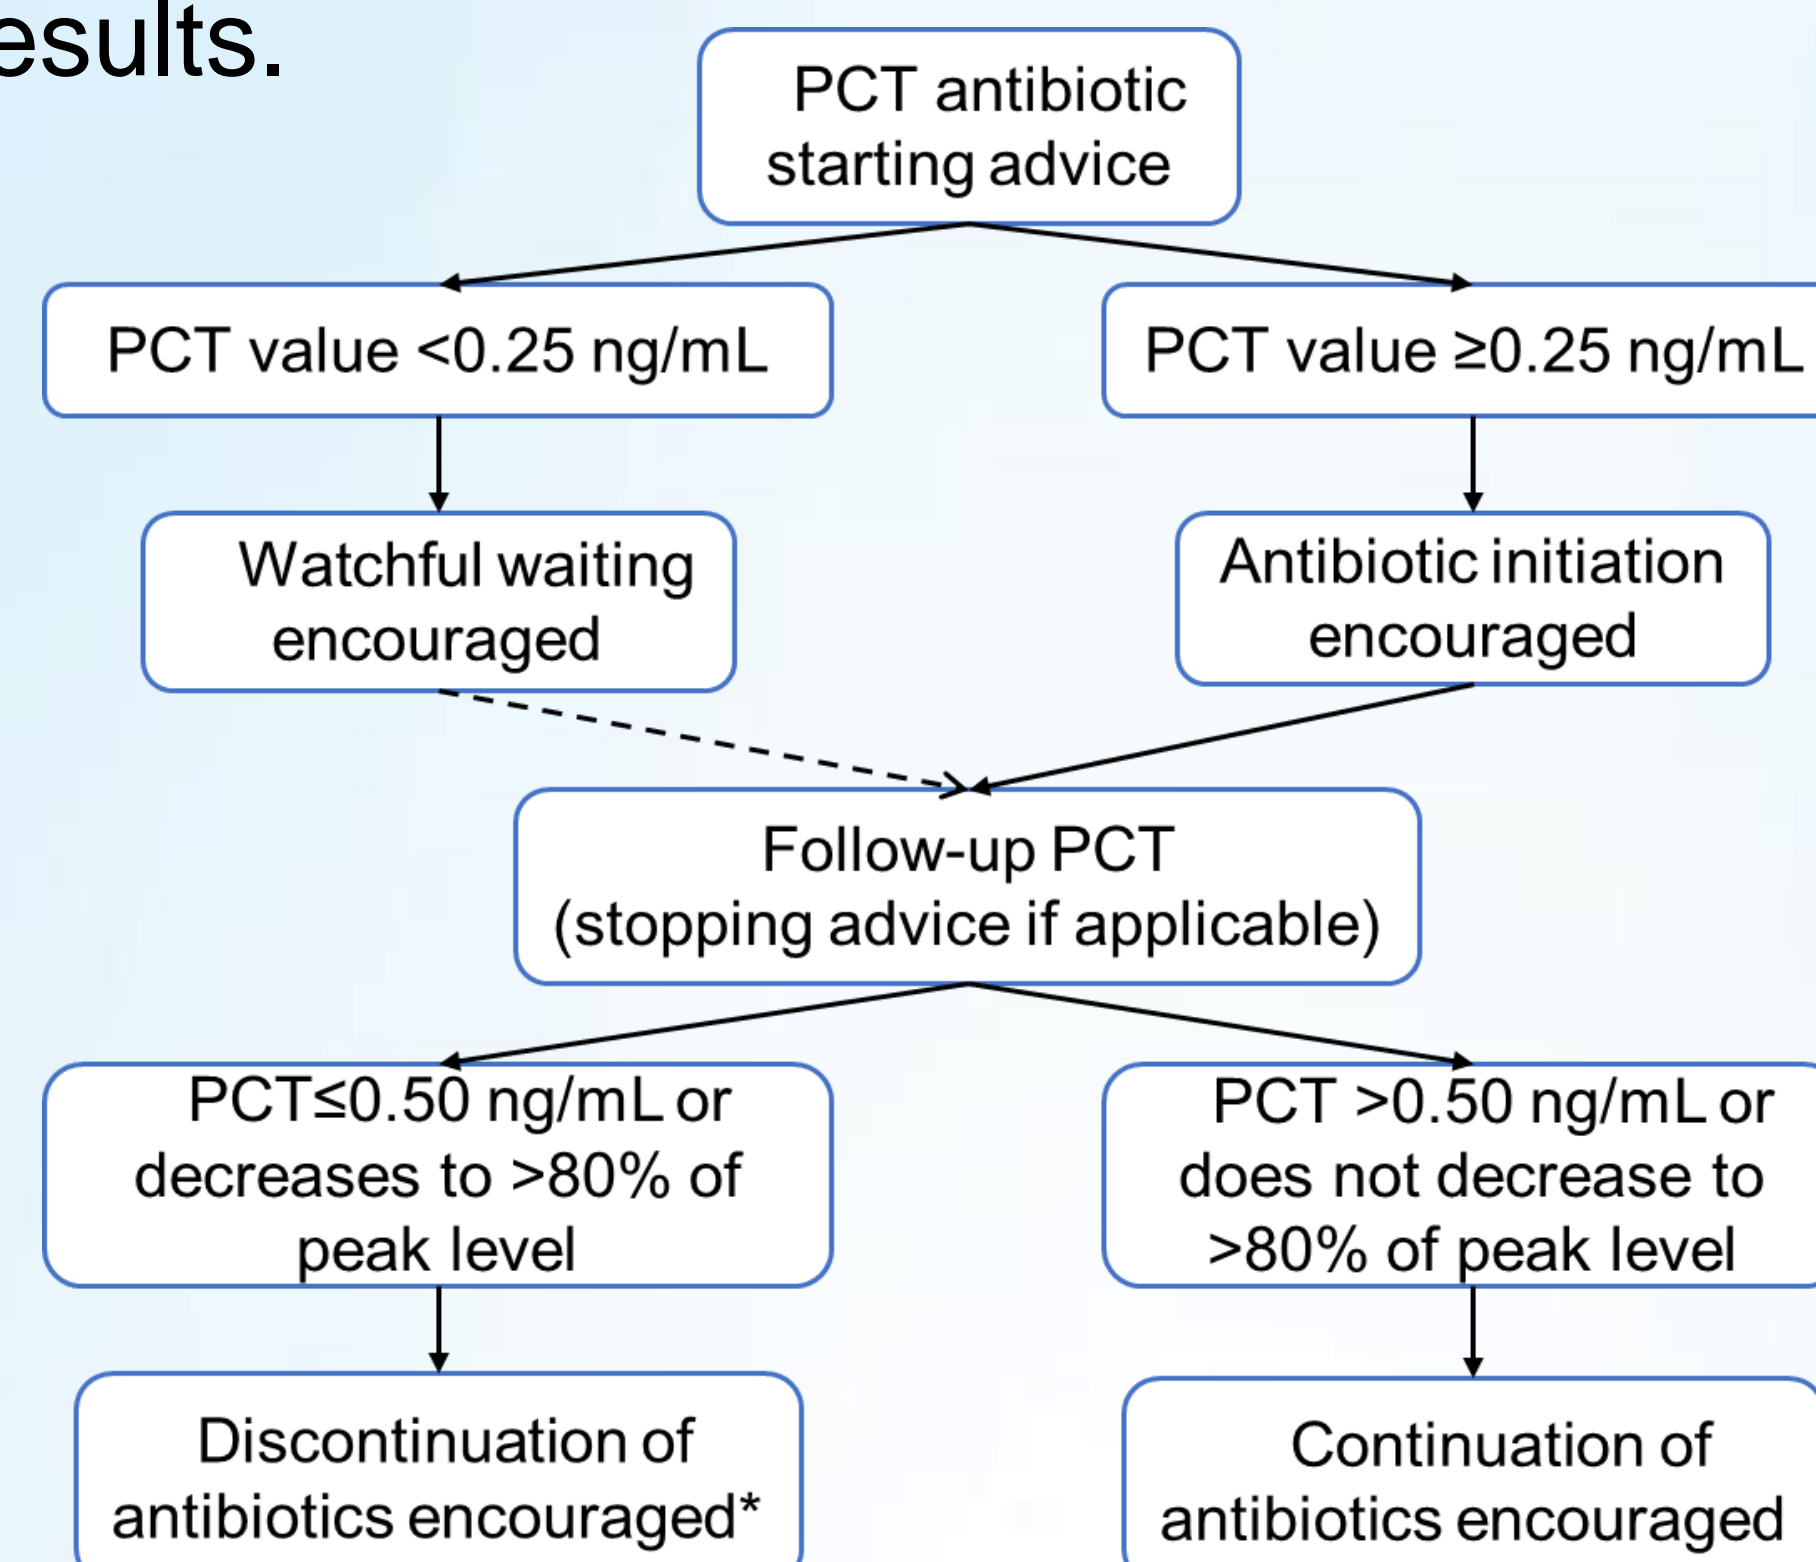 esults.
PCT antibiotic
starting advice
PCT value <0.25 ng/mL
PCT value ≥0.25 ng/mL
Watchful waiting
encouraged
Antibiotic initiation
encouraged
Follow-up PCT
(stopping advice if applicable)
PCT≤0.50 ng/mL or
decreases to >80% of
peak level
PCT >0.50 ng/mL or
does not decrease to
>80% of peak level
Discontinuation of
antibiotics encouraged*
Continuation of
antibiotics encouraged